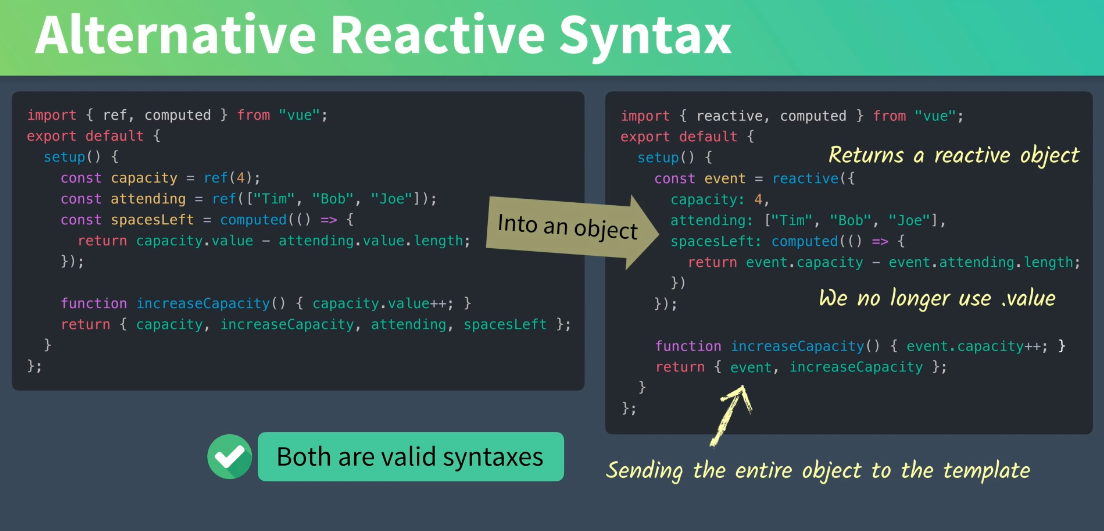 Alternative Reactive Syntax
import { ref, computed } from "vue";
export default {
  setup() {
    const capacity = ref(4);
    const attending = ref(["Tim", "Bob", "Joe"]);
    const spacesLeft = computed(() => {
      return capacity.value - attending.value.length;
    });

    function increaseCapacity() { capacity.value++; }
    return { capacity, increaseCapacity, attending, spacesLeft };
  }
};
Into an object
import { reactive, computed } from "vue";
export default {
  setup() {
Returns a reactive object
    const event = reactive({
      capacity: 4,
      attending: ["Tim", "Bob", "Joe"],
      spacesLeft: computed(() => {
        return event.capacity - event.attending.length;
      })
    });
We no longer use .value

    function increaseCapacity() { event.capacity++; }
    return { event, increaseCapacity };
  }
};
Both are valid syntaxes
Sending the entire object to the template